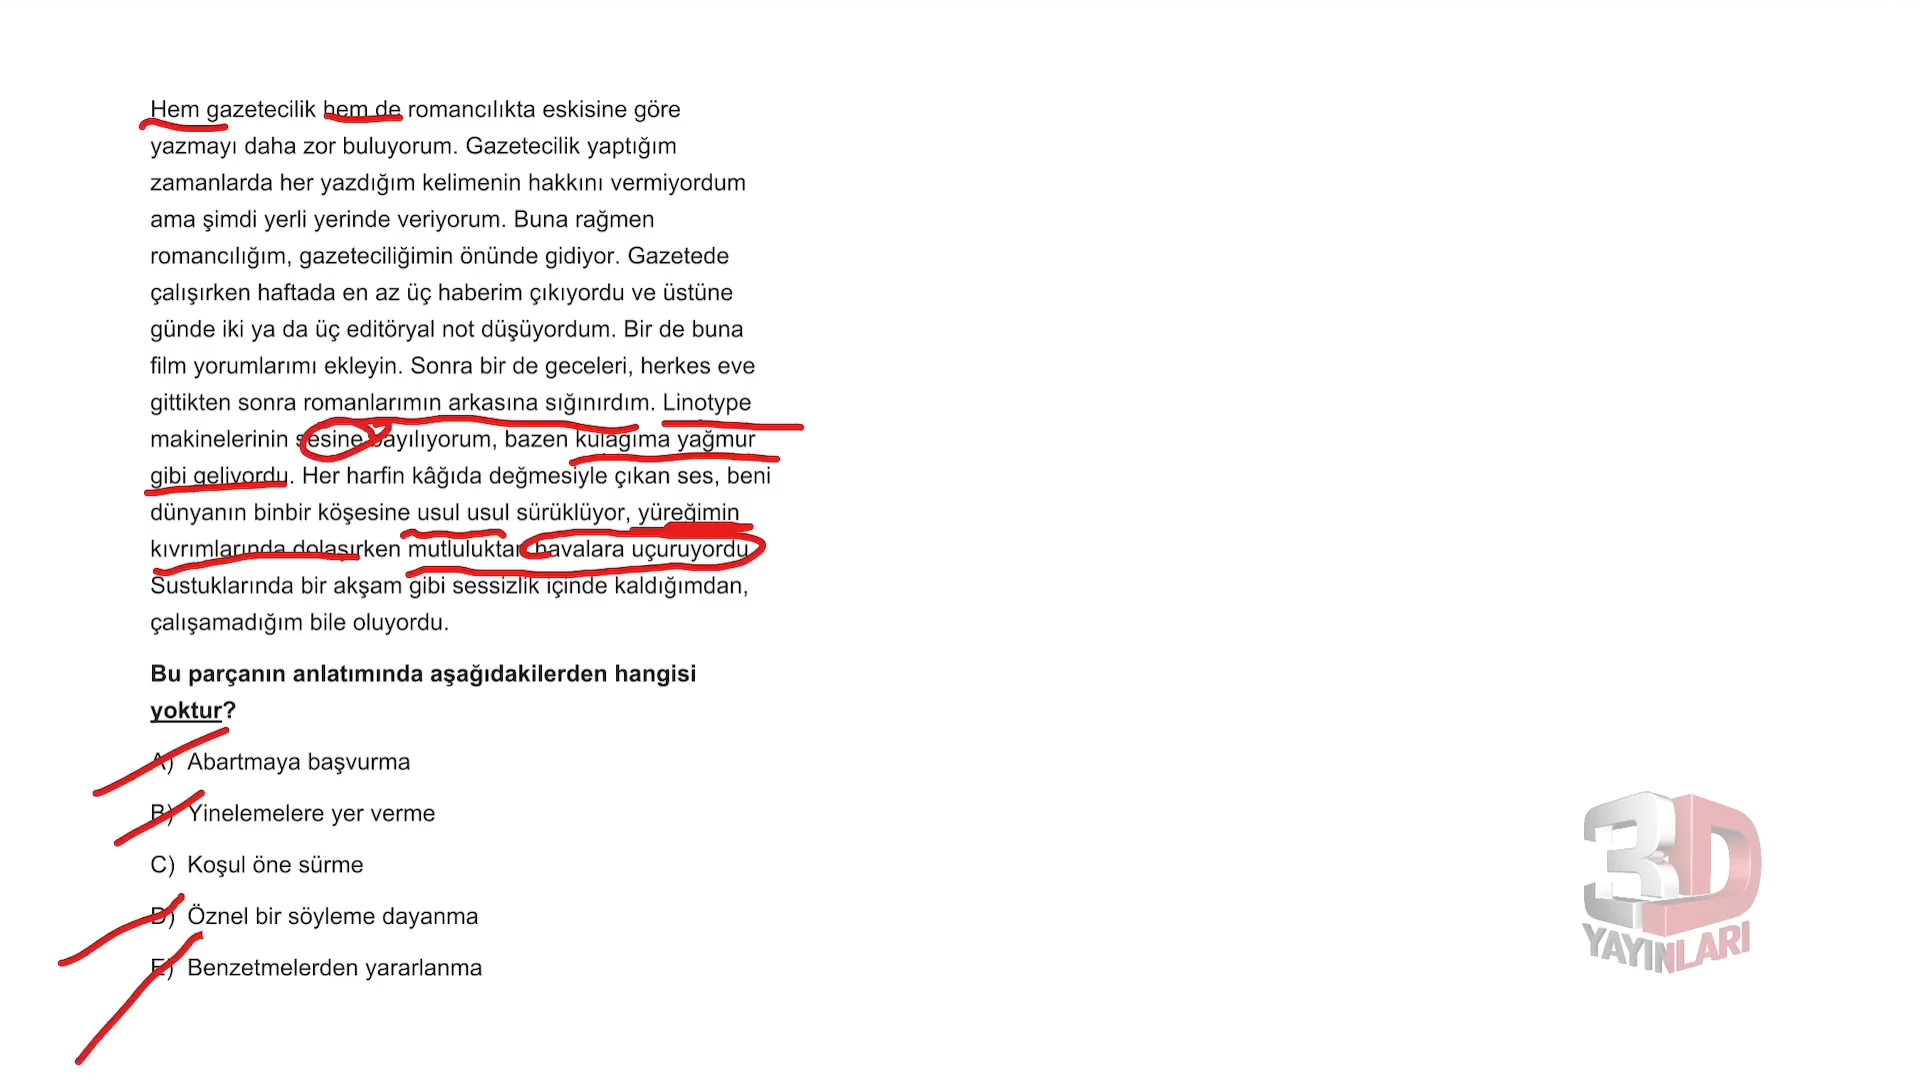 Hem gazetecilik hem de romancılıkta eskisine göre
yazmayı daha zor buluyorum. Gazetecilik yaptığım
zamanlarda her yazdığım kelimenin hakkını vermiyordum
ama şimdi yerli yerinde veriyorum. Buna rağmen
romancılığım, gazeteciliğimin önünde gidiyor. Gazetede
çalışırken haftada en az üç haberim çıkıyordu ve üstüne
günde iki ya da üç editöryal not düşüyordum. Bir de buna
film yorumlarımı ekleyin. Sonra bir de geceleri, herkes eve
gittikten sonra romanlarımın arkasına sığınırdım. Linotype
makinelerinin sesine bayılıyorum, bazen kulağıma yağmur
gibi geliyordu. Her harfin kâğıda değmesiyle çıkan ses, beni
dünyanın binbir köşesine usul usul sürüklüyor, yüreğimin
kıvrımlarında dolaşırken mutluluktan havalara uçuruyordu.
Sustuklarında bir akşam gibi sessizlik içinde kaldığımdan,
çalışamadığım bile oluyordu.
Bu parçanın anlatımında aşağıdakilerden hangisi
yoktur?
A) Abartmaya başvurma
B) Yinelemelere yer verme
C) Koşul öne sürme
D) Öznel bir söyleme dayanma
E) Benzetmelerden yararlanma
3D
YAYINLARI